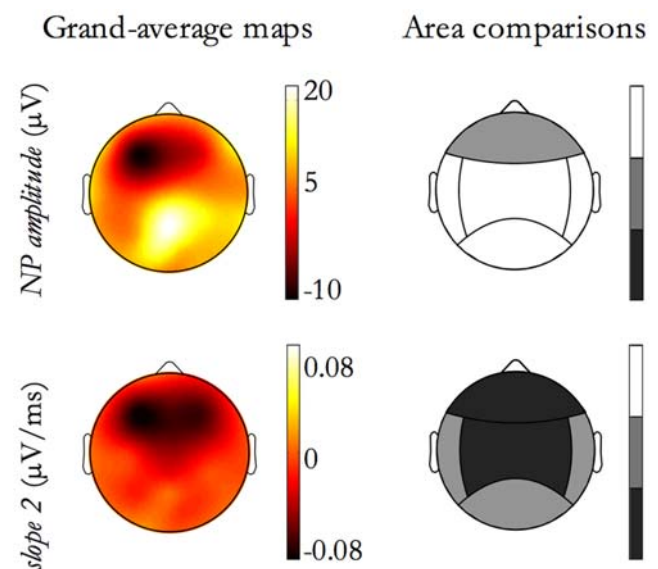 Grand-average maps
Area comparisons
NP amplitude (μV)
20
5
-10
slope 2 (μV/ms)
0.08
0
-0.08